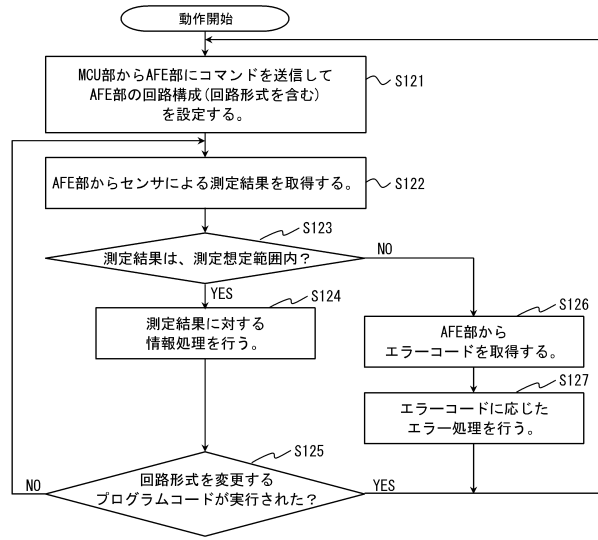 動作開始
MCU部からAFE部にコマンドを送信して
AFE部の回路構成(回路形式を含む)
を設定する。
S121
AFE部からセンサによる測定結果を取得する。
S122
S123
測定結果は、測定想定範囲内？
NO
YES
S124
測定結果に対する
情報処理を行う。
S126
AFE部から
エラーコードを取得する。
S127
エラーコードに応じた
エラー処理を行う。
S125
回路形式を変更する
プログラムコードが実行された？
NO
YES